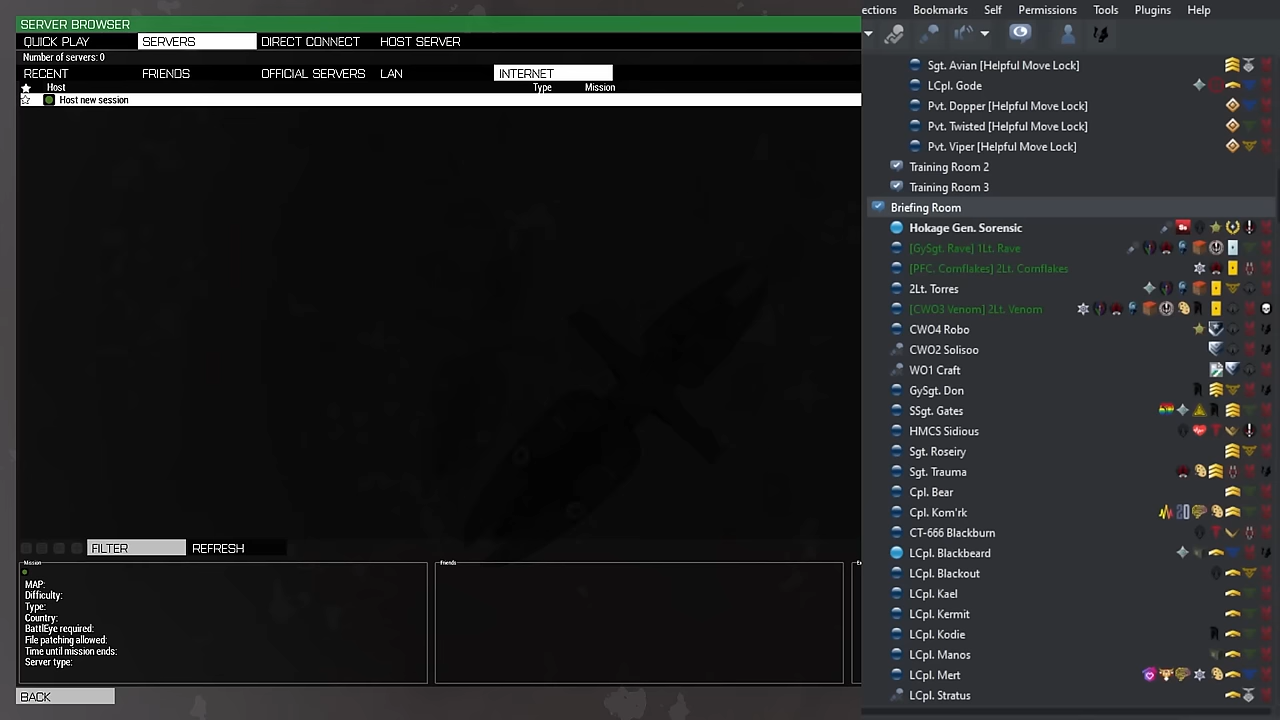 SERVER BROWSER
QUICK PLAY SERVERS DIRECT CONNECT HOST SERVER
Number of servers: 0
RECENT FRIENDS OFFICIAL SERVERS LAN INTERNET
Host Type Mission
Host new session
FILTER REFRESH
Mission
Friends
MAP:
Difficulty:
Type:
Country:
BattlEye required:
File patching allowed:
Time until mission ends:
Server type:
BACK
ections Bookmarks Self Permissions Tools Plugins Help
Sgt. Avian [Helpful Move Lock]
LCpl. Gode
Pvt. Dopper [Helpful Move Lock]
Pvt. Twisted [Helpful Move Lock]
Pvt. Viper [Helpful Move Lock]
Training Room 2
Training Room 3
Briefing Room
Hokage Gen. Sorensic
[GySgt. Rave] 1Lt. Rave
[PFC. Cornflakes] 2Lt. Cornflakes
2Lt. Torres
[CWO3 Venom] 2Lt. Venom
CWO4 Robo
CWO2 Solisoo
WO1 Craft
GySgt. Don
SSgt. Gates
HMCS Sidious
Sgt. Roseiry
Sgt. Trauma
Cpl. Bear
Cpl. Kom'rk
CT-666 Blackburn
LCpl. Blackbeard
LCpl. Blackout
LCpl. Kael
LCpl. Kermit
LCpl. Kodie
LCpl. Manos
LCpl. Mert
LCpl. Stratus